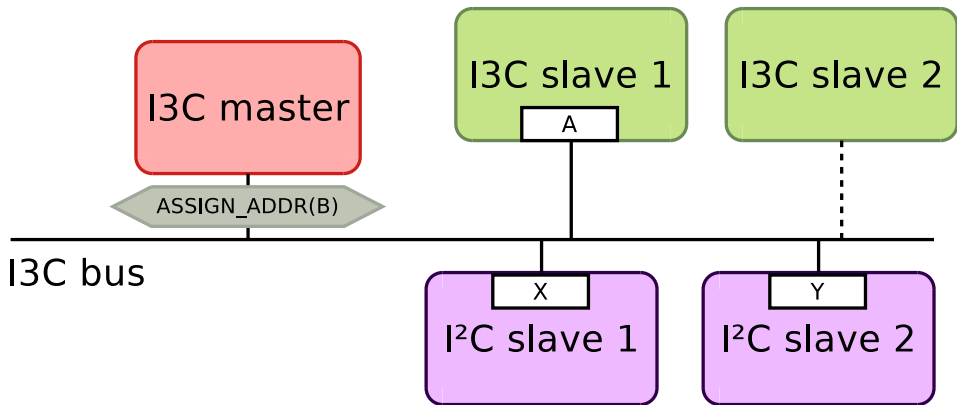 I3C master
I3C slave 1
A
I3C slave 2
ASSIGN_ADDR(B)
I3C bus
X
I²C slave 1
Y
I²C slave 2